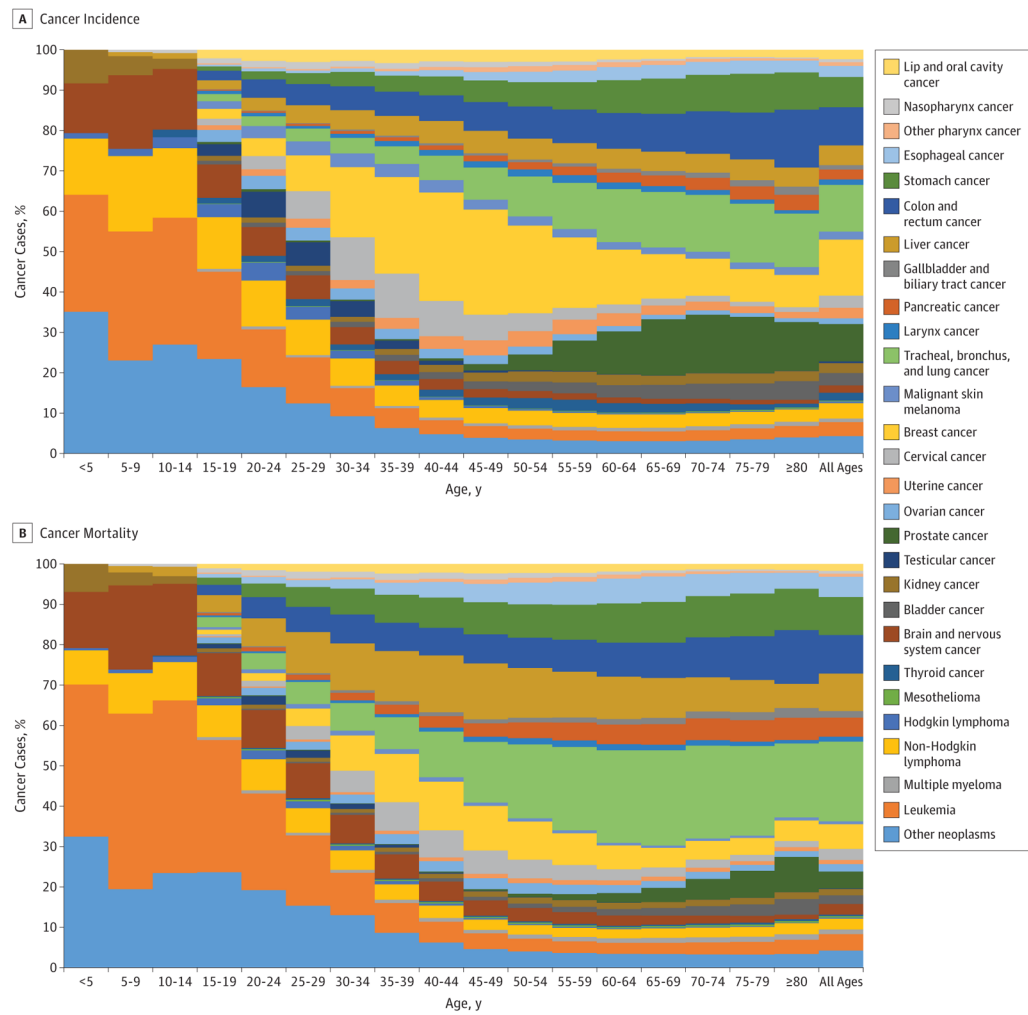 A Cancer Incidence
100
90
80
70
60
50
40
30
20
10
0
Cancer Cases, %
<5 5-9 10-14 15-19 20-24 25-29 30-34 35-39 40-44 45-49 50-54 55-59 60-64 65-69 70-74 75-79 ≥80 All Ages
Age, y
B Cancer Mortality
100
90
80
70
60
50
40
30
20
10
0
Cancer Cases, %
<5 5-9 10-14 15-19 20-24 25-29 30-34 35-39 40-44 45-49 50-54 55-59 60-64 65-69 70-74 75-79 ≥80 All Ages
Age, y
Lip and oral cavity
cancer
Nasopharynx cancer
Other pharynx cancer
Esophageal cancer
Stomach cancer
Colon and
rectum cancer
Liver cancer
Gallbladder and
biliary tract cancer
Pancreatic cancer
Larynx cancer
Tracheal, bronchus,
and lung cancer
Malignant skin
melanoma
Breast cancer
Cervical cancer
Uterine cancer
Ovarian cancer
Prostate cancer
Testicular cancer
Kidney cancer
Bladder cancer
Brain and nervous
system cancer
Thyroid cancer
Mesothelioma
Hodgkin lymphoma
Non-Hodgkin
lymphoma
Multiple myeloma
Leukemia
Other neoplasms